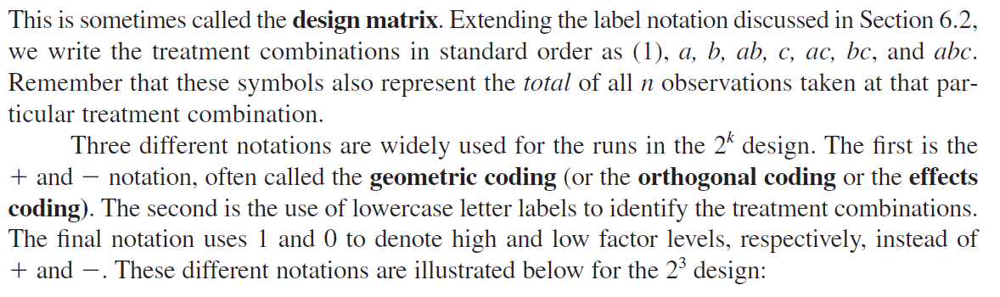 This is sometimes called the design matrix. Extending the label notation discussed in Section 6.2,
we write the treatment combinations in standard order as (1), a, b, ab, c, ac, bc, and abc.
Remember that these symbols also represent the total of all n observations taken at that par-
ticular treatment combination.
Three different notations are widely used for the runs in the 2^k design. The first is the
+ and − notation, often called the geometric coding (or the orthogonal coding or the effects
coding). The second is the use of lowercase letter labels to identify the treatment combinations.
The final notation uses 1 and 0 to denote high and low factor levels, respectively, instead of
+ and −. These different notations are illustrated below for the 2³ design: